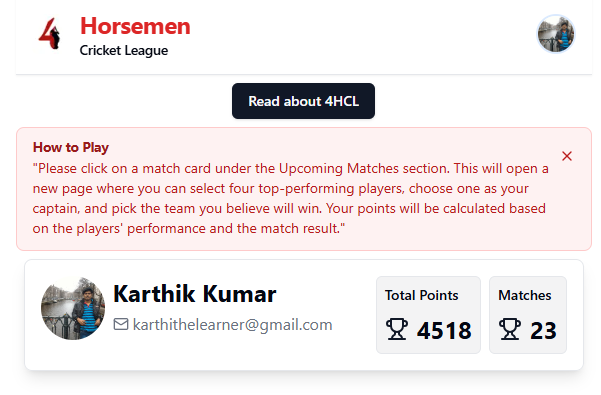 4 Horsemen
Cricket League
Read about 4HCL
How to Play
"Please click on a match card under the Upcoming Matches section. This will open a
new page where you can select four top-performing players, choose one as your
captain, and pick the team you believe will win. Your points will be calculated based
on the players' performance and the match result."
Karthik Kumar
karthithelearner@gmail.com
Total Points
4518
Matches
23